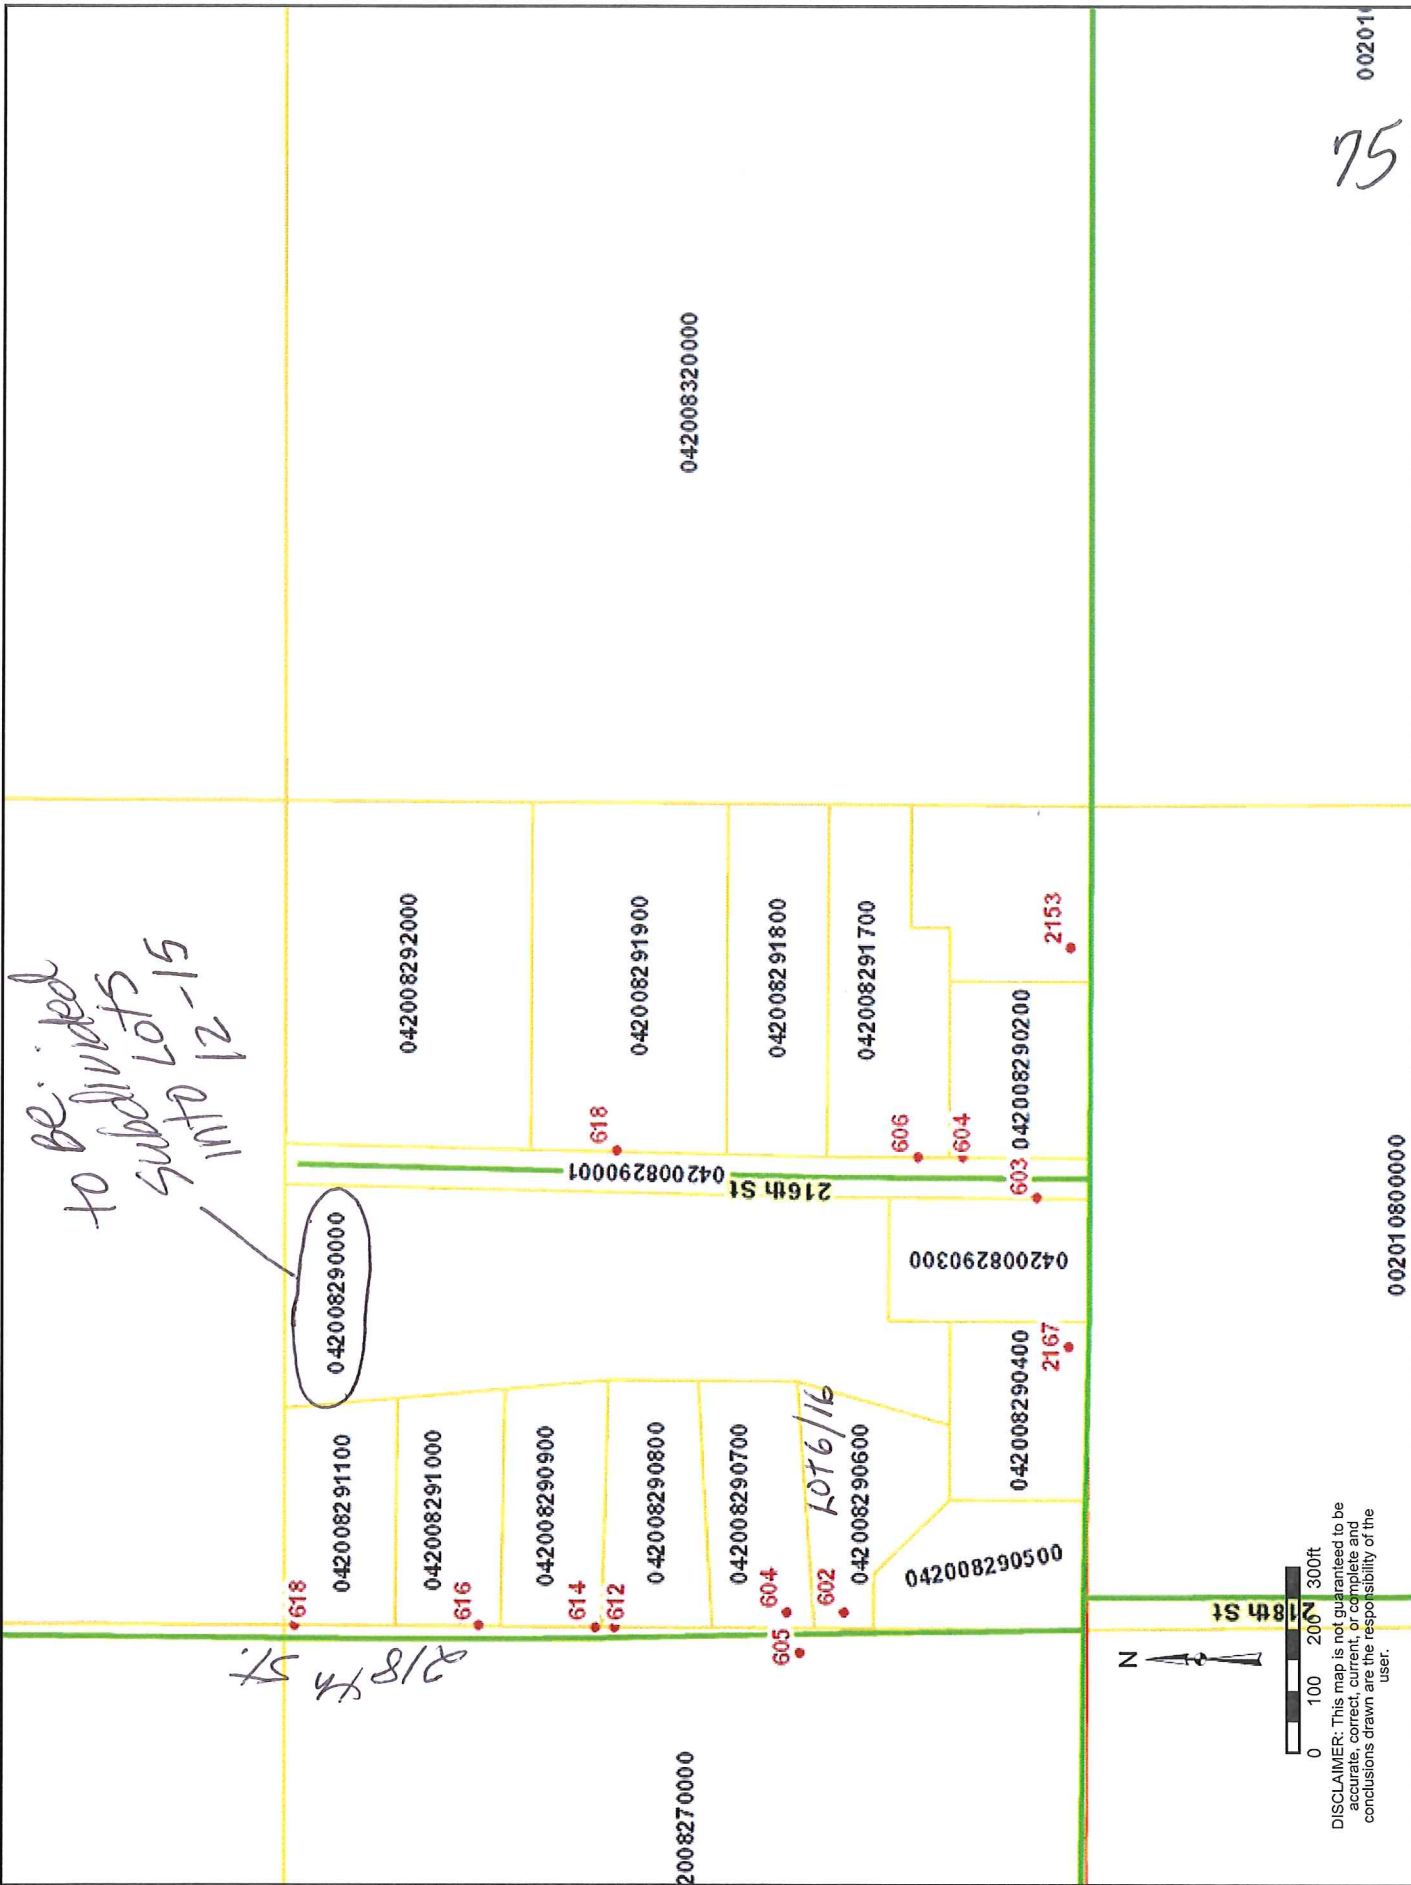 to be:
subdivided
into Lots
12-15
042008290000
042008320000
042008292000
042008291900
042008291800
042008291700
042008290200
042008290001
216th St
618
606
604
603
2153
042008290300
042008290400
2167
042008291100
042008291000
042008290900
042008290800
042008290700
Lot 6/16
042008290600
042008290500
618
616
614
612
604
602
605
218th St.
218th St
2008270000
002010800000
00201
75
N
0 100 200 300ft
DISCLAIMER: This map is not guaranteed to be
accurate, correct, current, or complete and
conclusions drawn are the responsibility of the
user.